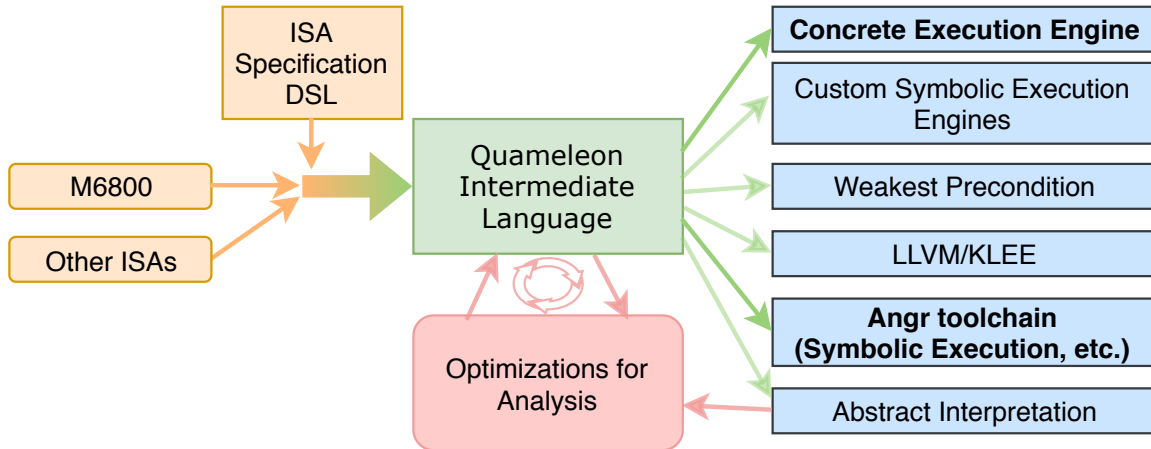 ISA
Specification
DSL
M6800
Other ISAs
Quameleon
Intermediate
Language
Optimizations for
Analysis
Concrete Execution Engine
Custom Symbolic Execution
Engines
Weakest Precondition
LLVM/KLEE
Angr toolchain
(Symbolic Execution, etc.)
Abstract Interpretation